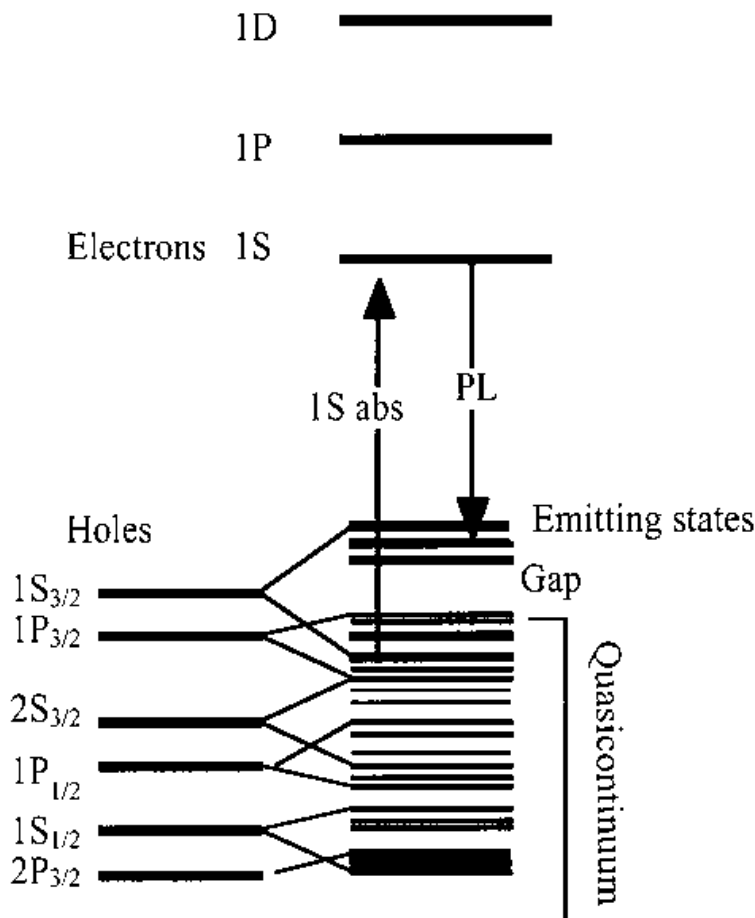 1D
1P
Electrons 1S
1S abs
PL
Holes
Emitting states
Gap
1S3/2
1P3/2
2S3/2
1P1/2
1S1/2
2P3/2
Quasicontinuum